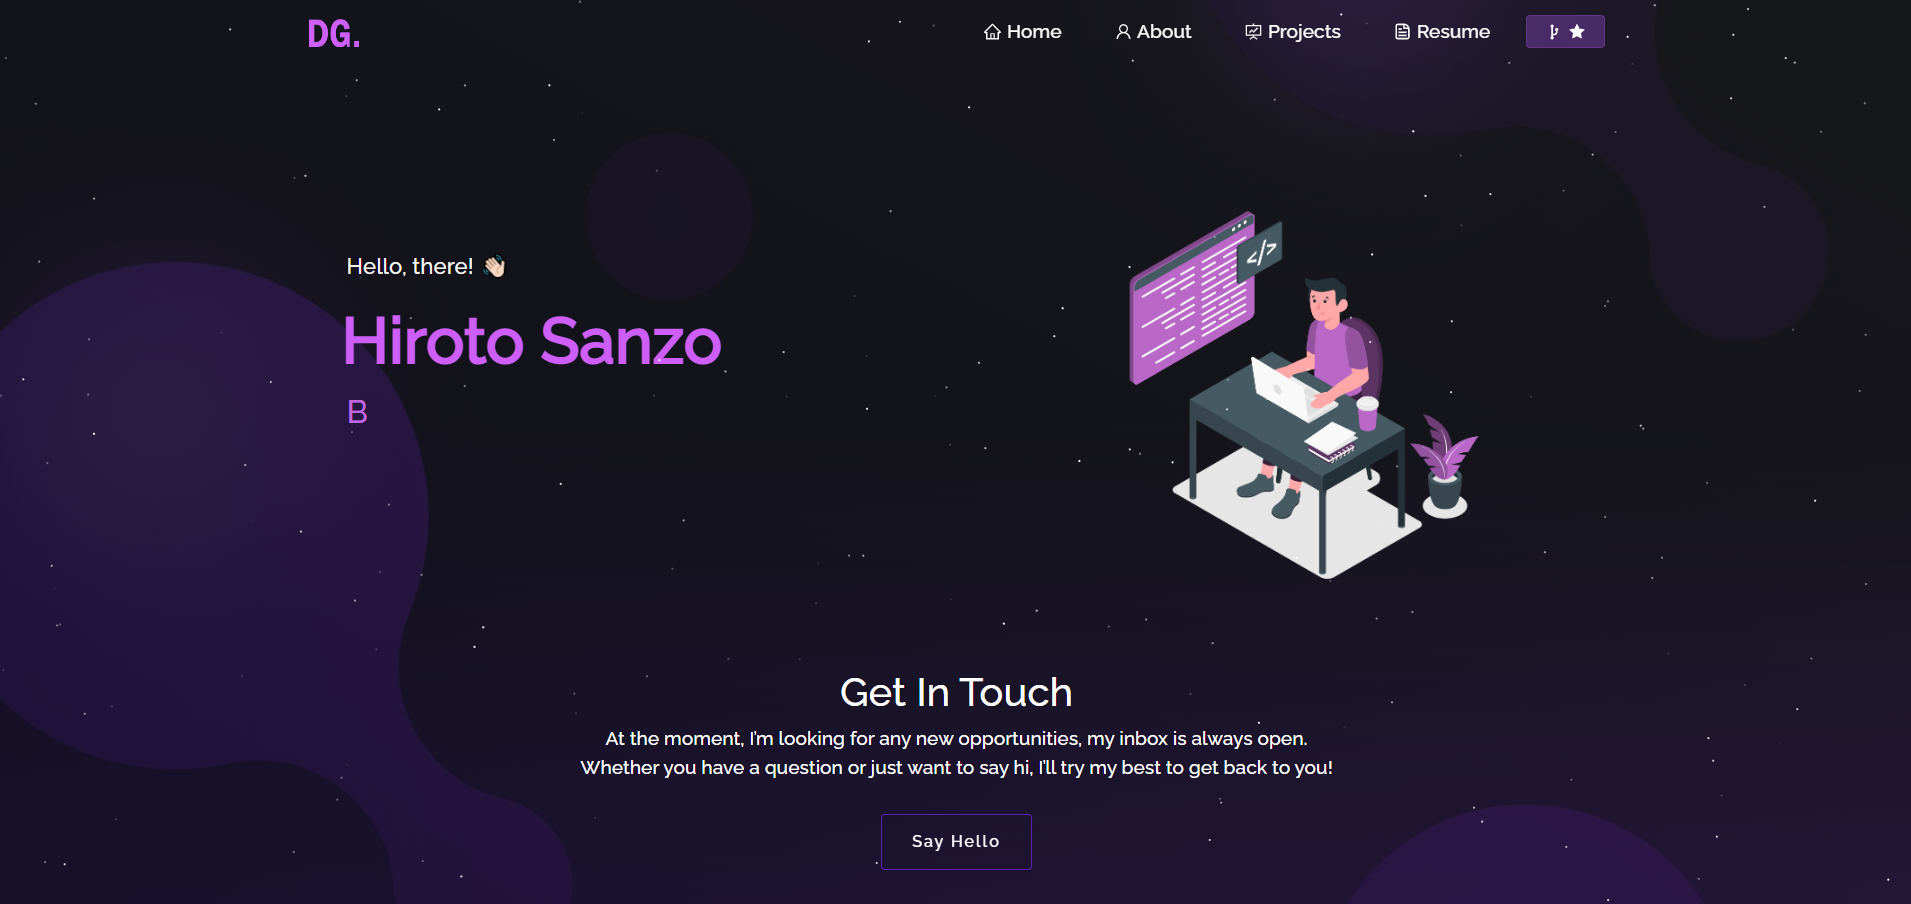 DG.
Home
About
Projects
Resume
</>
Hello, there! 👋🏻
Hiroto Sanzo
B
Get In Touch
At the moment, I'm looking for any new opportunities, my inbox is always open.
Whether you have a question or just want to say hi, I'll try my best to get back to you!
Say Hello